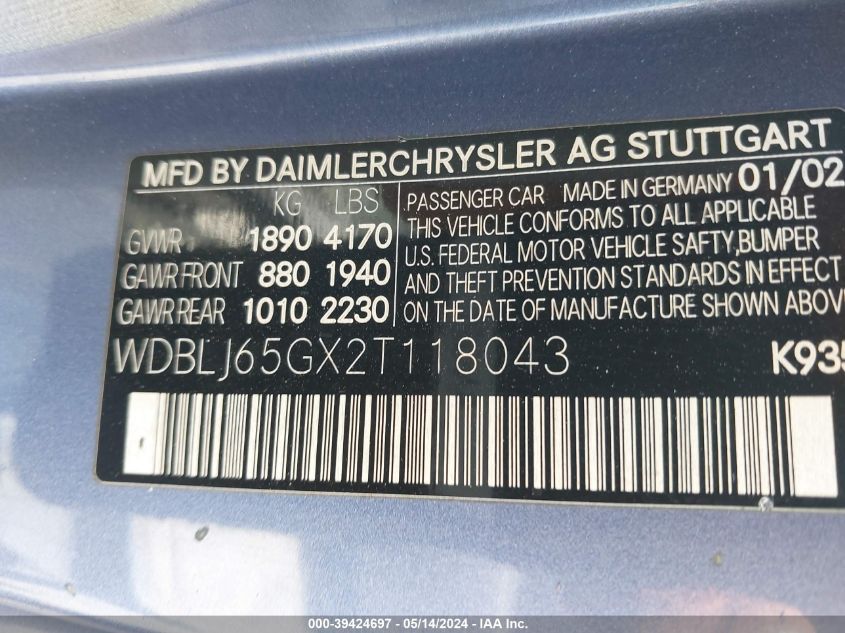 MFD BY DAIMLERCHRYSLER AG STUTTGART
KG LBS
GVWR 1890 4170
GAWR FRONT 880 1940
GAWR REAR 1010 2230
PASSENGER CAR MADE IN GERMANY 01/02
THIS VEHICLE CONFORMS TO ALL APPLICABLE
U.S. FEDERAL MOTOR VEHICLE SAFTY,BUMPER
AND THEFT PREVENTION STANDARDS IN EFFECT
ON THE DATE OF MANUFACTURE SHOWN ABOV
WDBLJ65GX2T118043
K935
000-39424697 - 05/14/2024 - IAA Inc.